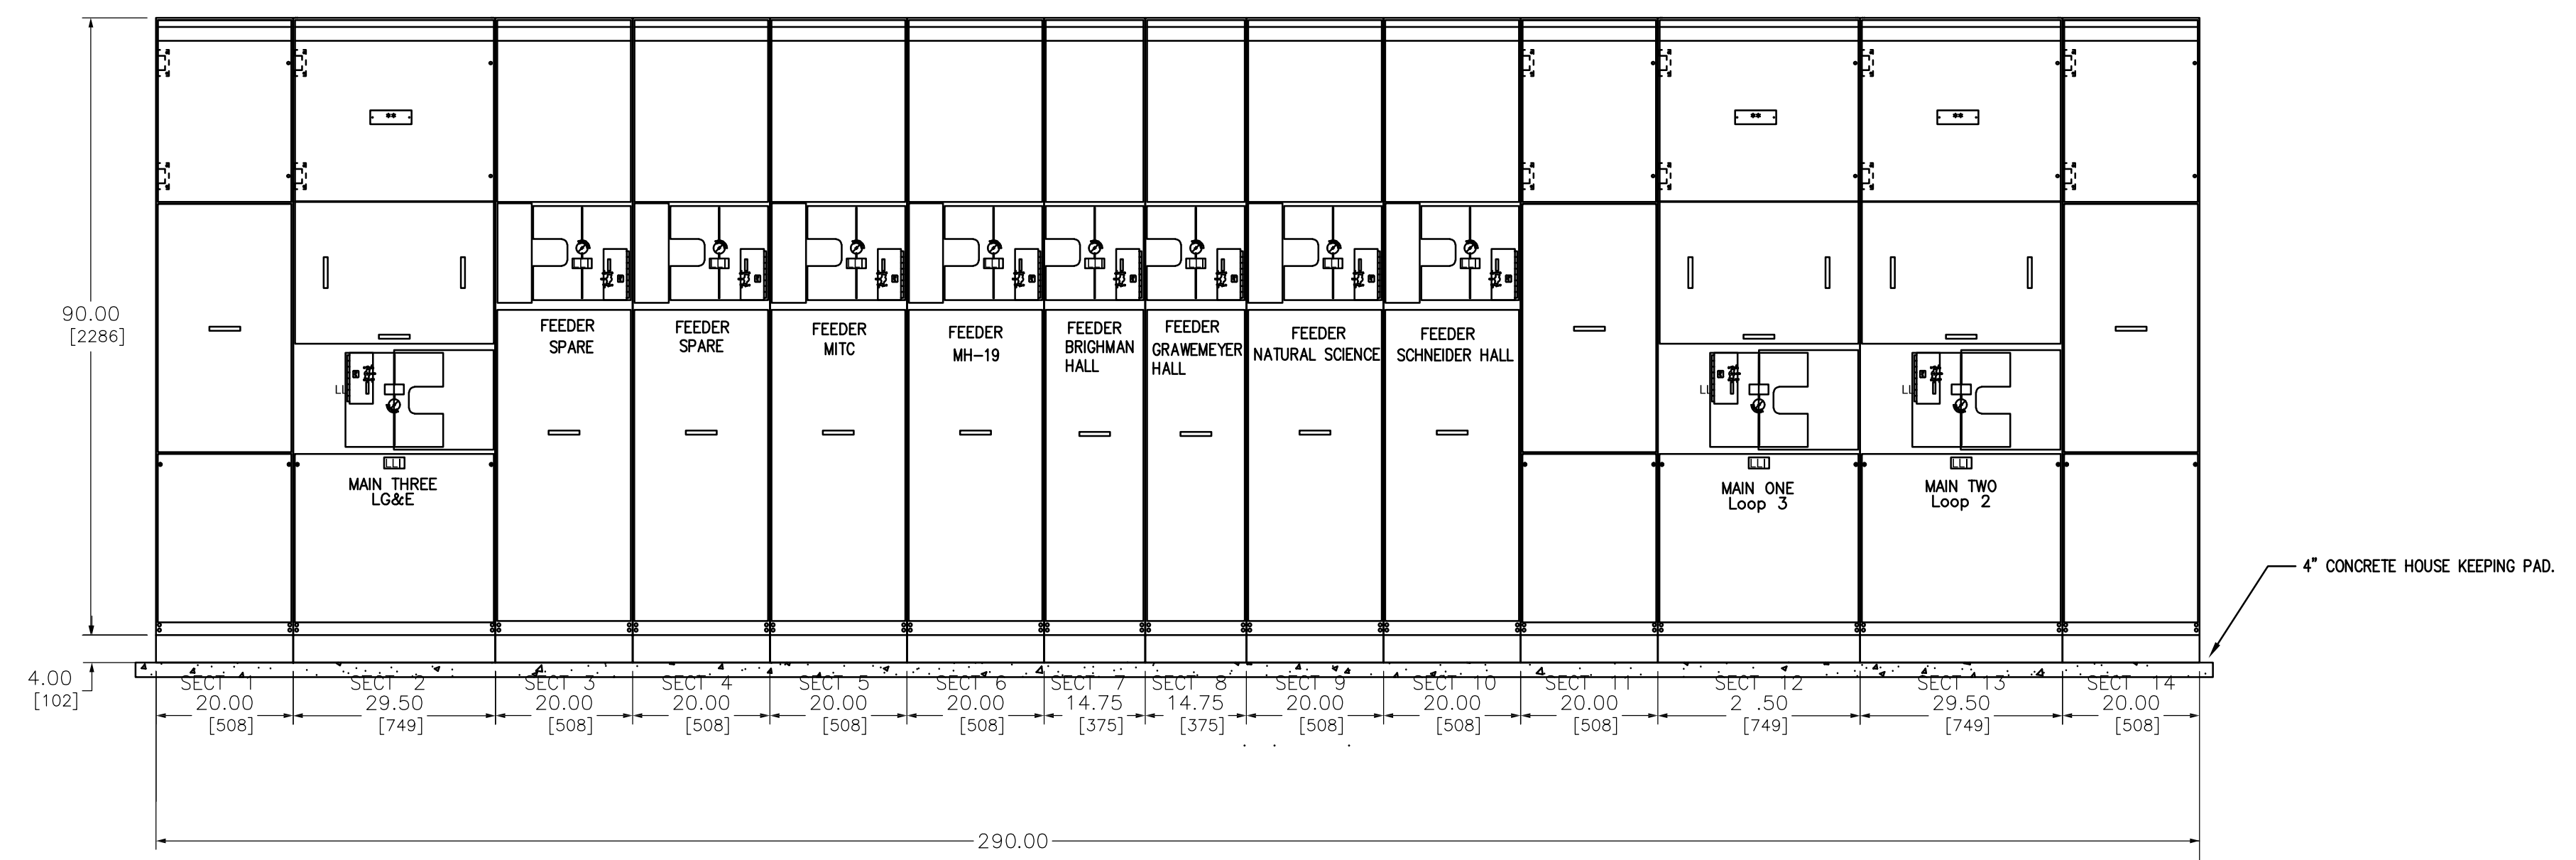 **
**
**
90.00
[2286]
FEEDER
SPARE
FEEDER
SPARE
FEEDER
MITC
FEEDER
MH-19
FEEDER
BRIGHMAN
HALL
FEEDER
GRAWEMEYER
HALL
FEEDER
NATURAL SCIENCE
FEEDER
SCHNEIDER HALL
MAIN THREE
LG&E
MAIN ONE
Loop 3
MAIN TWO
Loop 2
4" CONCRETE HOUSE KEEPING PAD.
4.00
[102]
SECT 1
20.00
[508]
SECT 2
29.50
[749]
SECT 3
20.00
[508]
SECT 4
20.00
[508]
SECT 5
20.00
[508]
SECT 6
20.00
[508]
SECT 7
14.75
[375]
SECT 8
14.75
[375]
SECT 9
20.00
[508]
SECT 10
20.00
[508]
SECT 11
20.00
[508]
SECT 12
2 .50
[749]
SECT 13
29.50
[749]
SECT 14
20.00
[508]
290.00